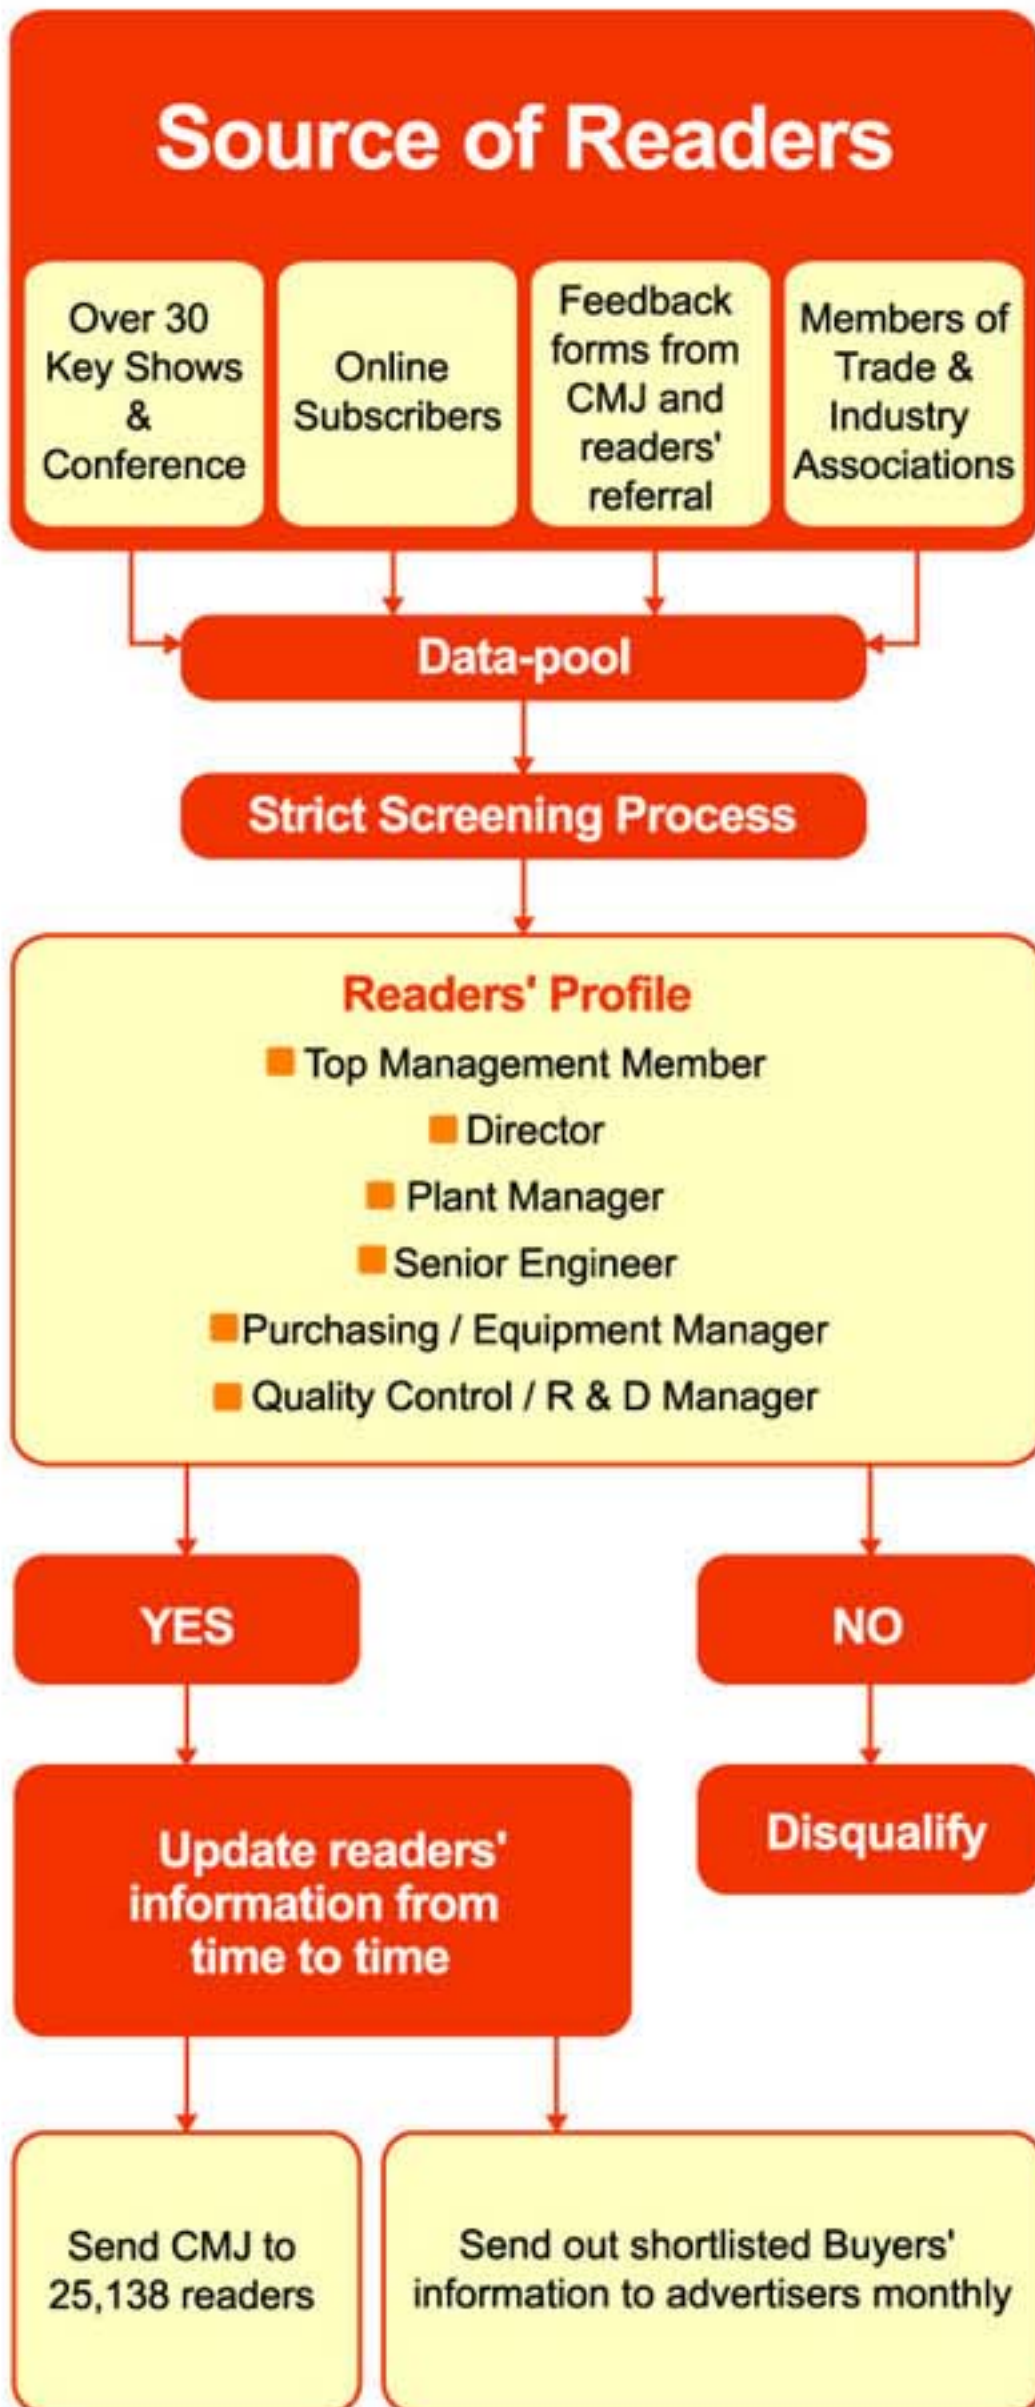 Source of Readers
Over 30
Key Shows
&
Conference
Online
Subscribers
Feedback
forms from
CMJ and
readers'
referral
Members of
Trade &
Industry
Associations
Data-pool
Strict Screening Process
Readers' Profile
Top Management Member
Director
Plant Manager
Senior Engineer
Purchasing / Equipment Manager
Quality Control / R & D Manager
YES
NO
Update readers'
information from
time to time
Disqualify
Send CMJ to
25,138 readers
Send out shortlisted Buyers'
information to advertisers monthly